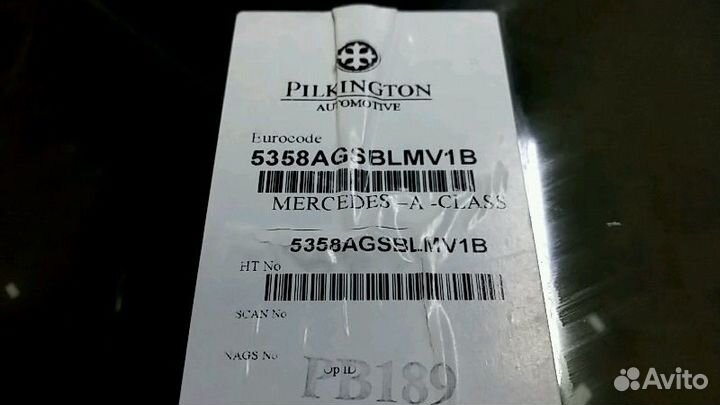 PILKINGTON
AUTOMOTIVE
Eurocode
5358AGSBLMV1B
MERCEDES -A -CLASS
5358AGSBLMV1B
HT No
SCAN No
NAGS No
Op ID
PB189
Avito